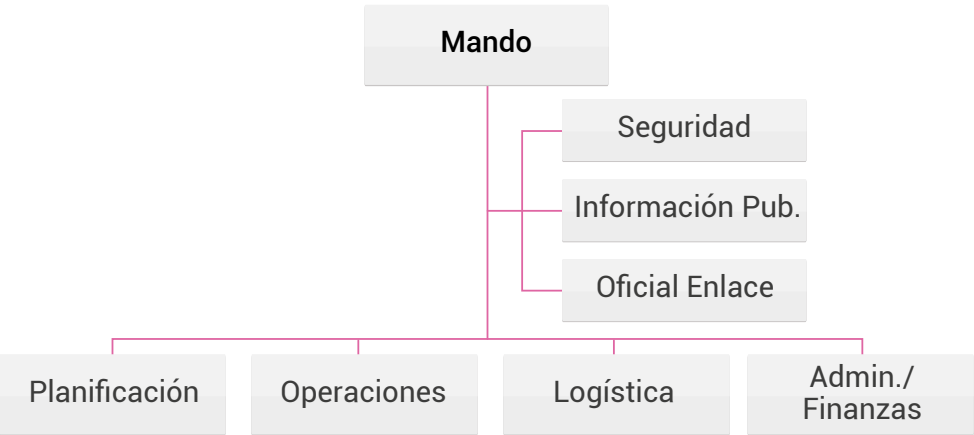 Mando
Seguridad
Información Pub.
Oficial Enlace
Planificación
Operaciones
Logística
Admin./
Finanzas